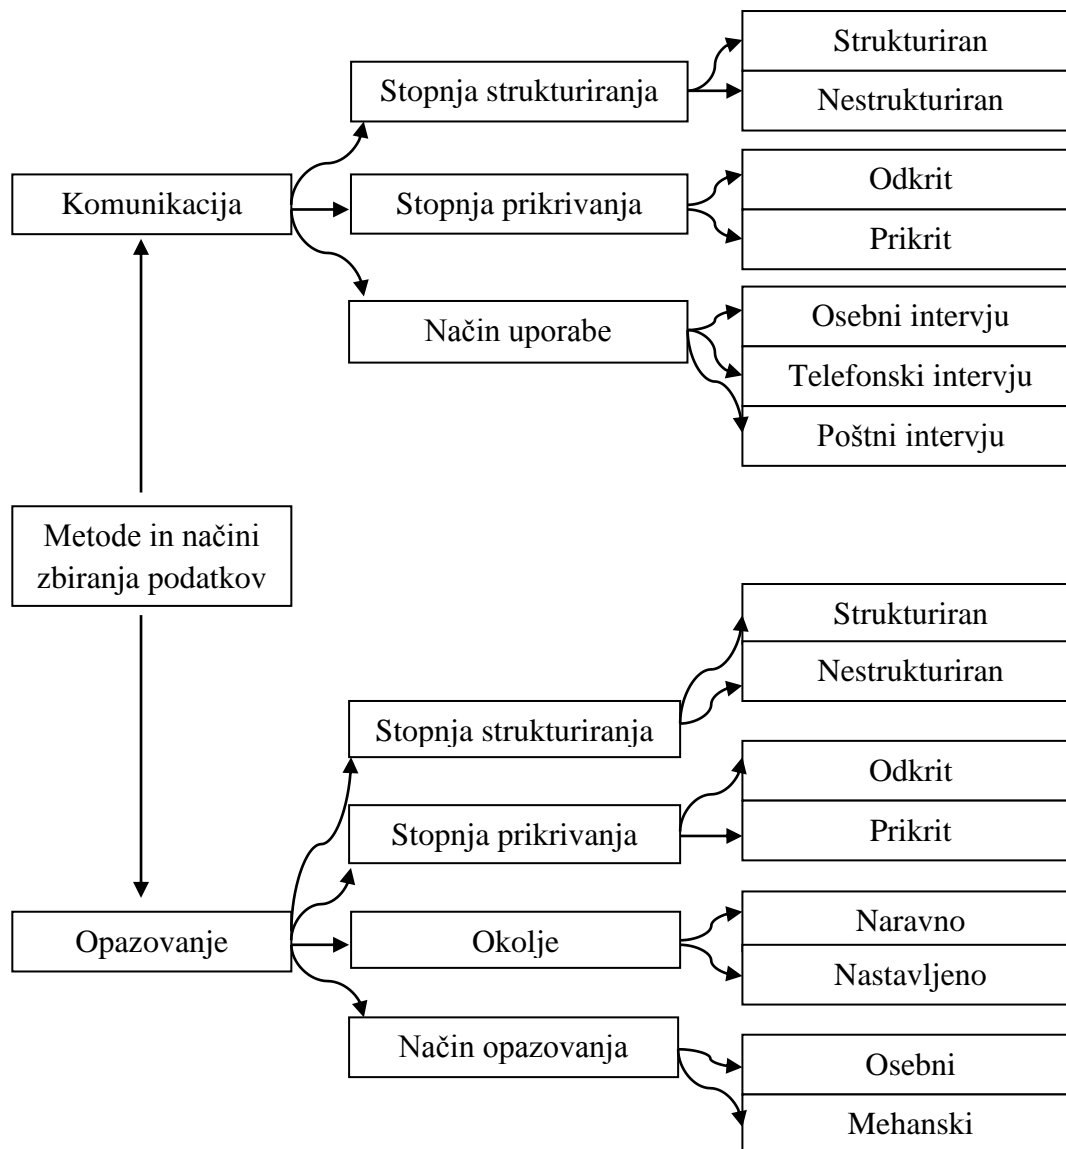 Strukturiran
Stopnja strukturiranja
Nestrukturiran
Komunikacija
Stopnja prikrivanja
Odkrit
Prikrit
Način uporabe
Osebni intervju
Telefonski intervju
Poštni intervju
Metode in načini
zbiranja podatkov
Strukturiran
Nestrukturiran
Stopnja strukturiranja
Odkrit
Stopnja prikrivanja
Prikrit
Opazovanje
Okolje
Naravno
Nastavljeno
Način opazovanja
Osebni
Mehanski